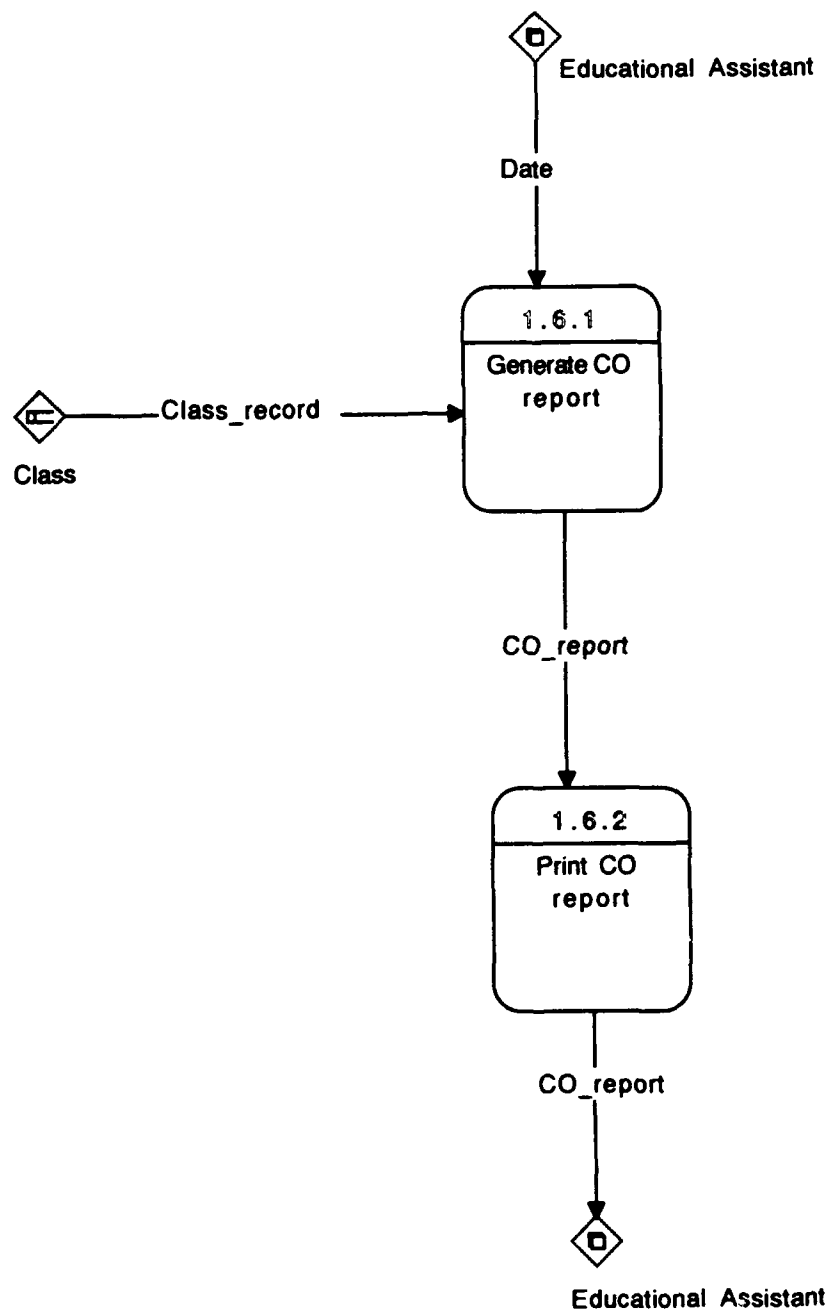 Educational Assistant
Date
1.6.1
Generate CO
report
Class_record
Class
CO_report
1.6.2
Print CO
report
CO_report
Educational Assistant